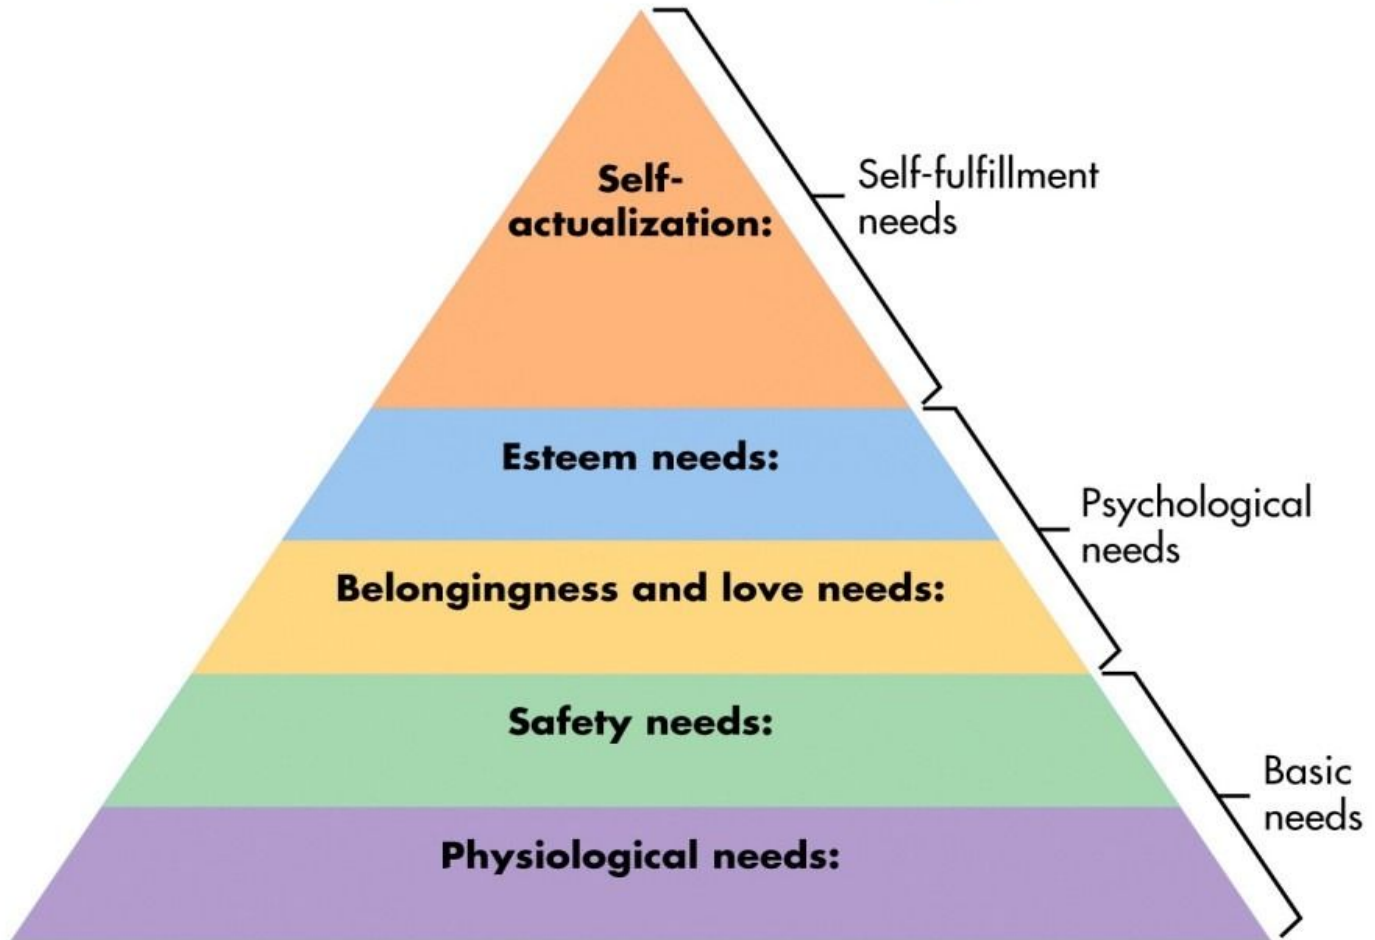 Self-
actualization:
Self-fulfillment
needs
Esteem needs:
Psychological
needs
Belongingness and love needs:
Safety needs:
Basic
needs
Physiological needs: